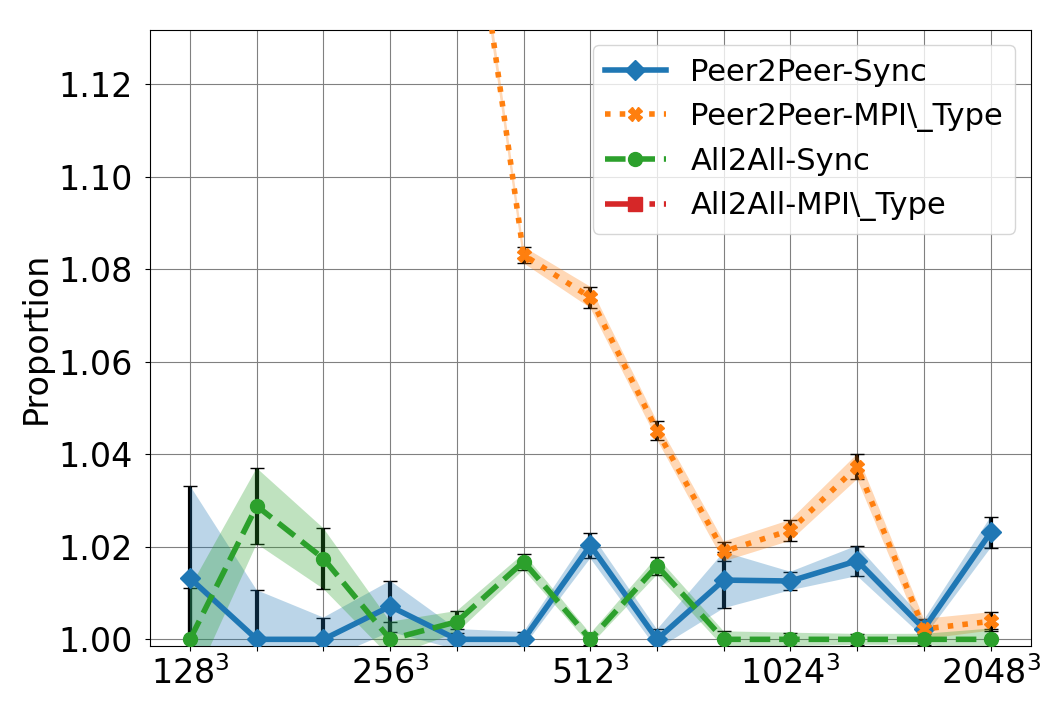 Peer2Peer-Sync
Peer2Peer-MPI\_Type
All2All-Sync
All2All-MPI\_Type
Proportion
1.12
1.10
1.08
1.06
1.04
1.02
1.00
128³ 256³ 512³ 1024³ 2048³